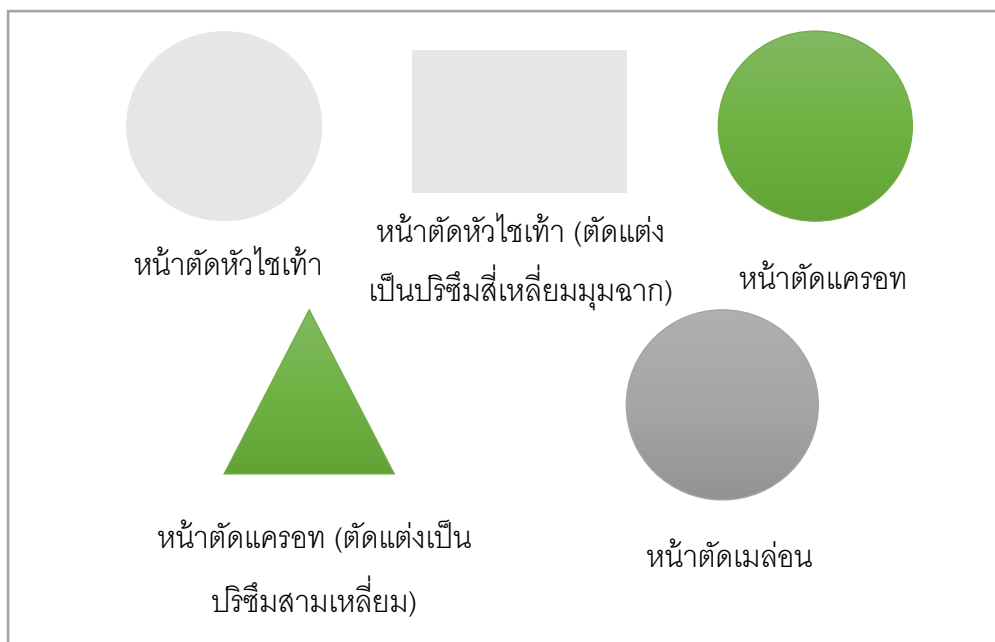 หน้าตัดหัวไชเท้า
หน้าตัดหัวไชเท้า (ตัดแต่ง
เป็นปริซึมสี่เหลี่ยมมุมฉาก)
หน้าตัดแครอท
หน้าตัดแครอท (ตัดแต่งเป็น
ปริซึมสามเหลี่ยม)
หน้าตัดเมล่อน